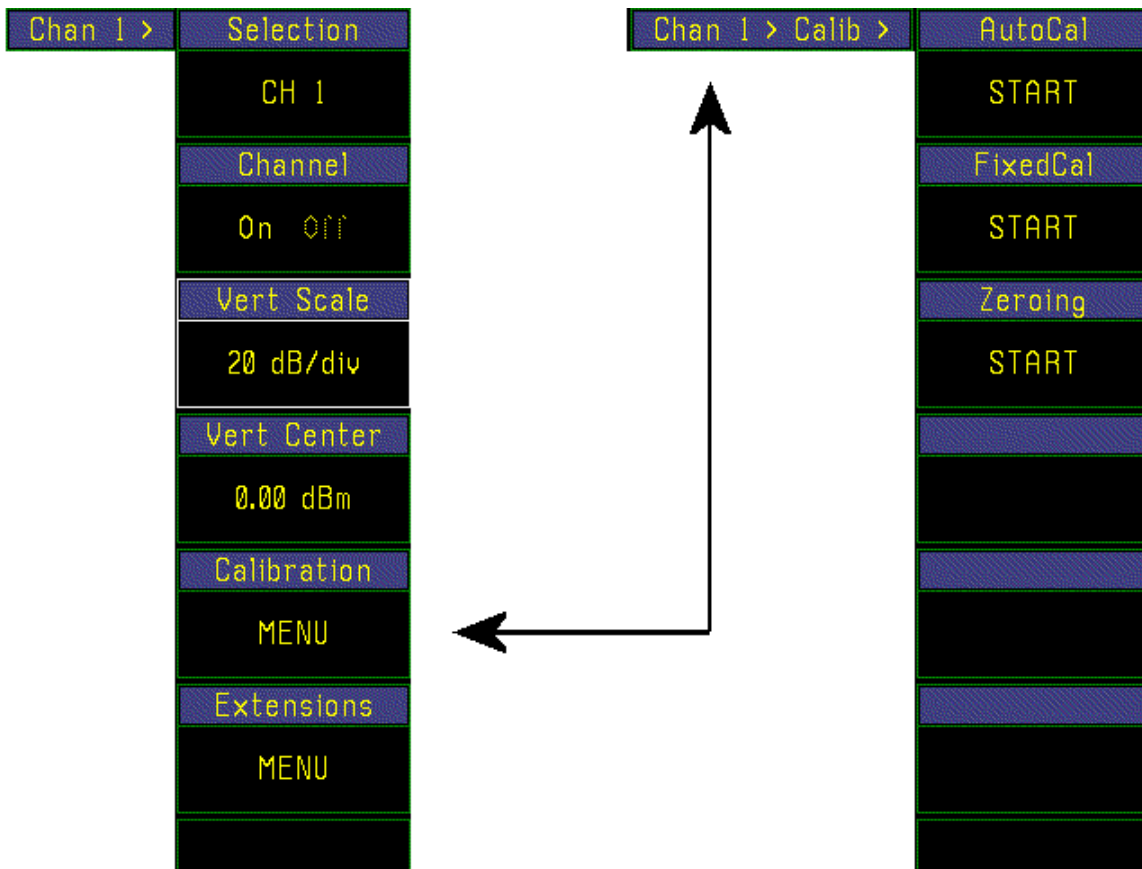 Chan 1 >
Selection
CH 1
Channel
On Off
Vert Scale
20 dB/div
Vert Center
0.00 dBm
Calibration
MENU
Extensions
MENU
Chan 1 > Calib >
AutoCal
START
FixedCal
START
Zeroing
START